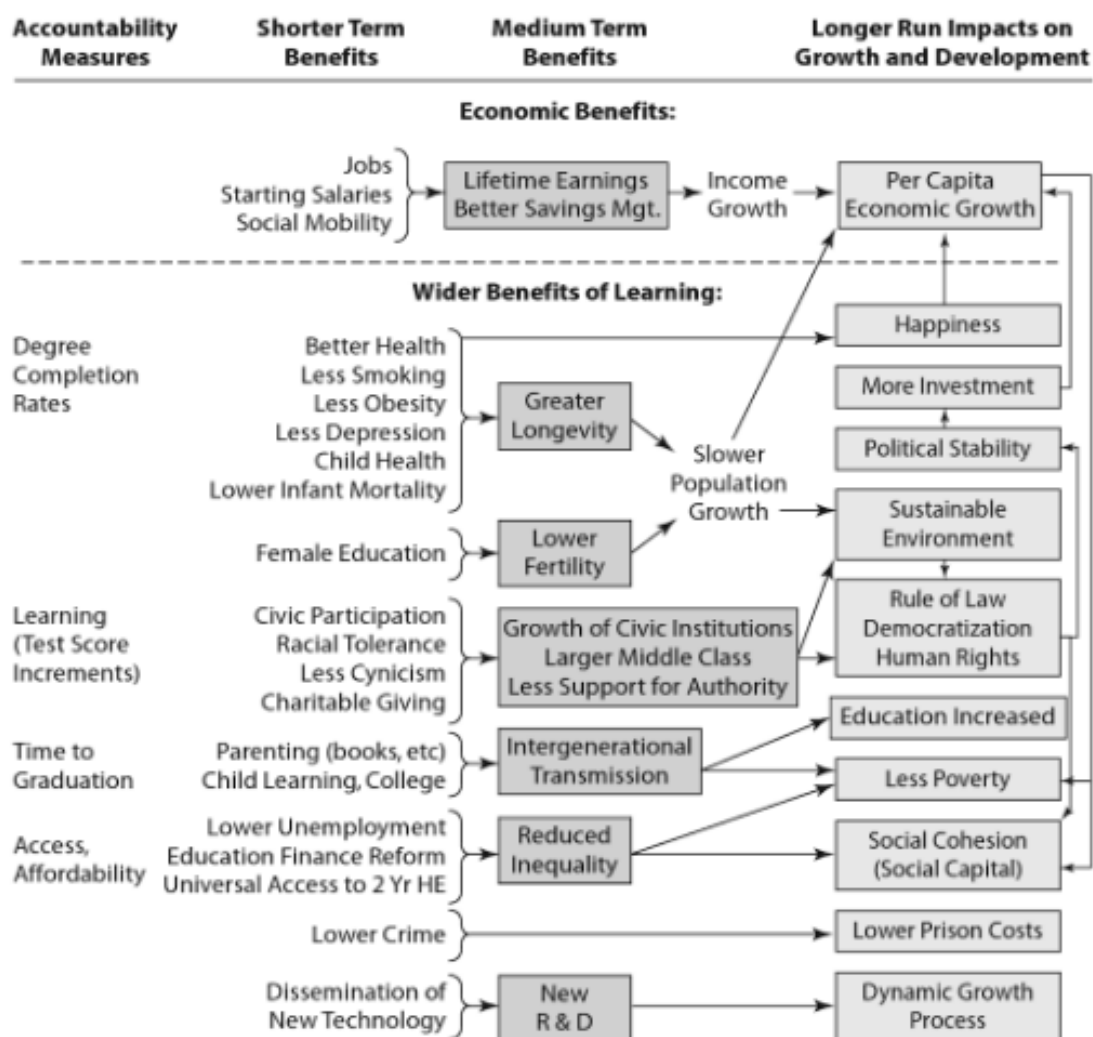 Accountability
Measures
Shorter Term
Benefits
Medium Term
Benefits
Longer Run Impacts on
Growth and Development
Economic Benefits:
Jobs
Starting Salaries
Social Mobility
Lifetime Earnings
Better Savings Mgt.
Income
Growth
Per Capita
Economic Growth
Wider Benefits of Learning:
Degree
Completion
Rates
Better Health
Less Smoking
Less Obesity
Less Depression
Child Health
Lower Infant Mortality
Greater
Longevity
Slower
Population
Growth
Happiness
More Investment
Political Stability
Sustainable
Environment
Female Education
Lower
Fertility
Learning
(Test Score
Increments)
Civic Participation
Racial Tolerance
Less Cynicism
Charitable Giving
Growth of Civic Institutions
Larger Middle Class
Less Support for Authority
Rule of Law
Democratization
Human Rights
Education Increased
Time to
Graduation
Parenting (books, etc)
Child Learning, College
Intergenerational
Transmission
Less Poverty
Access,
Affordability
Lower Unemployment
Education Finance Reform
Universal Access to 2 Yr HE
Reduced
Inequality
Social Cohesion
(Social Capital)
Lower Crime
Lower Prison Costs
Dissemination of
New Technology
New
R & D
Dynamic Growth
Process